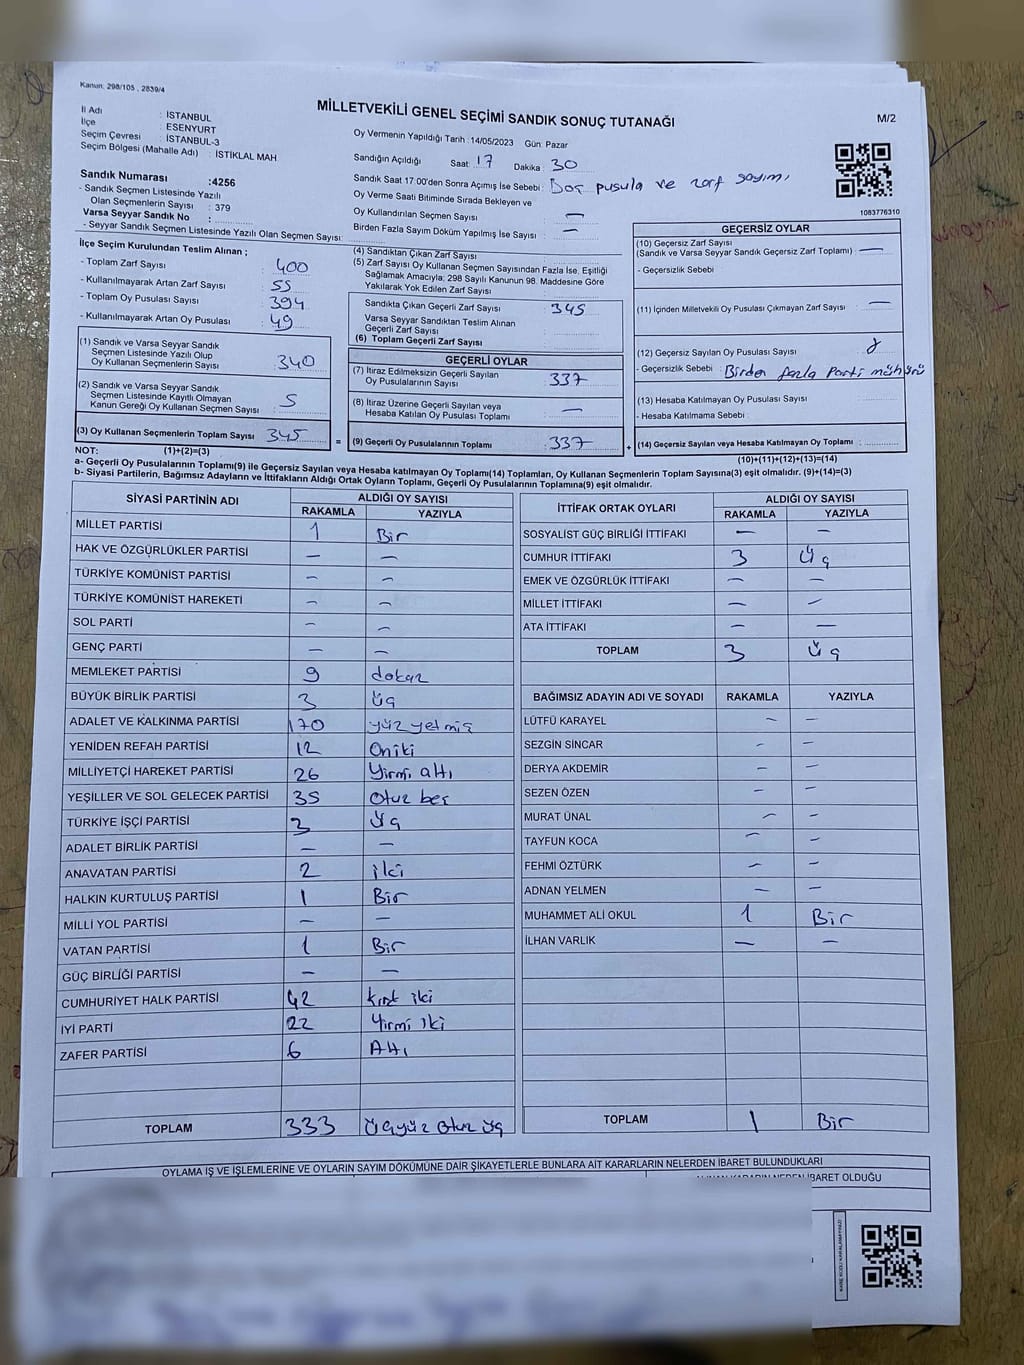 Kanun: 298/105 , 2839/4
MİLLETVEKİLİ GENEL SEÇİMİ SANDIK SONUÇ TUTANAĞI
M/2
İl Adı : İSTANBUL
İlçe : ESENYURT
Seçim Çevresi : İSTANBUL-3
Seçim Bölgesi (Mahalle Adı) : İSTİKLAL MAH
Sandık Numarası :4256
- Sandık Seçmen Listesinde Yazılı
Olan Seçmenlerin Sayısı : 379
Varsa Seyyar Sandık No :
- Seyyar Sandık Seçmen Listesinde Yazılı Olan Seçmen Sayısı:
Oy Vermenin Yapıldığı Tarih :14/05/2023 Gün: Pazar
Sandığın Açıldığı Saat: 17 Dakika : 30
Sandık Saat 17:00'den Sonra Açımış İse Sebebi : Boş pusula ve zarf sayımı
Oy Verme Saati Bitiminde Sırada Bekleyen ve
Oy Kullandırılan Seçmen Sayısı : —
Birden Fazla Sayım Döküm Yapılmış İse Sayısı : —
1083776310
İlçe Seçim Kurulundan Teslim Alınan ;
- Toplam Zarf Sayısı : 400
- Kullanılmayarak Artan Zarf Sayısı : 55
- Toplam Oy Pusulası Sayısı : 394
- Kullanılmayarak Artan Oy Pusulası : 49
(1) Sandık ve Varsa Seyyar Sandık
Seçmen Listesinde Yazılı Olup
Oy Kullanan Seçmenlerin Sayısı : 340
(2) Sandık ve Varsa Seyyar Sandık
Seçmen Listesinde Kayıtlı Olmayan
Kanun Gereği Oy Kullanan Seçmen Sayısı : 5
(3) Oy Kullanan Seçmenlerin Toplam Sayısı : 345
(1)+(2)=(3)
(4) Sandıktan Çıkan Zarf Sayısı :
(5) Zarf Sayısı Oy Kullanan Seçmen Sayısından Fazla İse, Eşitliği
Sağlamak Amacıyla; 298 Sayılı Kanunun 98. Maddesine Göre
Yakılarak Yok Edilen Zarf Sayısı :
Sandıkta Çıkan Geçerli Zarf Sayısı : 345
Varsa Seyyar Sandıktan Teslim Alınan
Geçerli Zarf Sayısı :
(6) Toplam Geçerli Zarf Sayısı :
GEÇERLİ OYLAR
(7) İtiraz Edilmeksizin Geçerli Sayılan
Oy Pusulalarının Sayısı : 337
(8) İtiraz Üzerine Geçerli Sayılan veya
Hesaba Katılan Oy Pusulası Toplamı : —
= (9) Geçerli Oy Pusulalarının Toplamı : 337
GEÇERSİZ OYLAR
(10) Geçersiz Zarf Sayısı
(Sandık ve Varsa Seyyar Sandık Geçersiz Zarf Toplamı) : —
- Geçersizlik Sebebi :
(11) İçinden Milletvekili Oy Pusulası Çıkmayan Zarf Sayısı : —
(12) Geçersiz Sayılan Oy Pusulası Sayısı : 8
- Geçersizlik Sebebi : Birden fazla Parti mühürü
(13) Hesaba Katılmayan Oy Pusulası Sayısı :
- Hesaba Katılmama Sebebi :
+ (14) Geçersiz Sayılan veya Hesaba Katılmayan Oy Toplamı :
(10)+(11)+(12)+(13)=(14)
NOT:
a- Geçerli Oy Pusulalarının Toplamı(9) ile Geçersiz Sayılan veya Hesaba katılmayan Oy Toplamı(14) Toplamları, Oy Kullanan Seçmenlerin Toplam Sayısına(3) eşit olmalıdır. (9)+(14)=(3)
b- Siyasi Partilerin, Bağımsız Adayların ve İttifakların Aldığı Ortak Oyların Toplamı, Geçerli Oy Pusulalarının Toplamına(9) eşit olmalıdır.
SİYASİ PARTİNİN ADI ALDIĞI OY SAYISI
RAKAMLA YAZIYLA
MİLLET PARTİSİ 1 Bir
HAK VE ÖZGÜRLÜKLER PARTİSİ — —
TÜRKİYE KOMÜNİST PARTİSİ — —
TÜRKİYE KOMÜNİST HAREKETİ — —
SOL PARTİ — —
GENÇ PARTİ — —
MEMLEKET PARTİSİ 9 dokuz
BÜYÜK BİRLİK PARTİSİ 3 Üç
ADALET VE KALKINMA PARTİSİ 170 yüz yetmiş
YENİDEN REFAH PARTİSİ 12 Oniki
MİLLİYETÇİ HAREKET PARTİSİ 26 Yirmi altı
YEŞİLLER VE SOL GELECEK PARTİSİ 35 Otuz beş
TÜRKİYE İŞÇİ PARTİSİ 3 Üç
ADALET BİRLİK PARTİSİ — —
ANAVATAN PARTİSİ 2 iki
HALKIN KURTULUŞ PARTİSİ 1 Bir
MİLLİ YOL PARTİSİ — —
VATAN PARTİSİ 1 Bir
GÜÇ BİRLİĞİ PARTİSİ — —
CUMHURİYET HALK PARTİSİ 42 kırk iki
İYİ PARTİ 22 Yirmi iki
ZAFER PARTİSİ 6 Altı
TOPLAM 333 Üçyüz Otuz Üç
İTTİFAK ORTAK OYLARI ALDIĞI OY SAYISI
RAKAMLA YAZIYLA
SOSYALİST GÜÇ BİRLİĞİ İTTİFAKI — —
CUMHUR İTTİFAKI 3 Üç
EMEK VE ÖZGÜRLÜK İTTİFAKI — —
MİLLET İTTİFAKI — —
ATA İTTİFAKI — —
TOPLAM 3 Üç
BAĞIMSIZ ADAYIN ADI VE SOYADI RAKAMLA YAZIYLA
LÜTFÜ KARAYEL — —
SEZGİN SİNCAR — —
DERYA AKDEMİR — —
SEZEN ÖZEN — —
MURAT ÜNAL — —
TAYFUN KOCA — —
FEHMİ ÖZTÜRK — —
ADNAN YELMEN — —
MUHAMMET ALİ OKUL 1 Bir
İLHAN VARLIK — —
TOPLAM 1 Bir
OYLAMA İŞ VE İŞLEMLERİNE VE OYLARIN SAYIM DÖKÜMÜNE DAİR ŞİKAYETLERLE BUNLARA AİT KARARLARIN NELERDEN İBARET BULUNDUKLARI
İBARET OLDUĞU